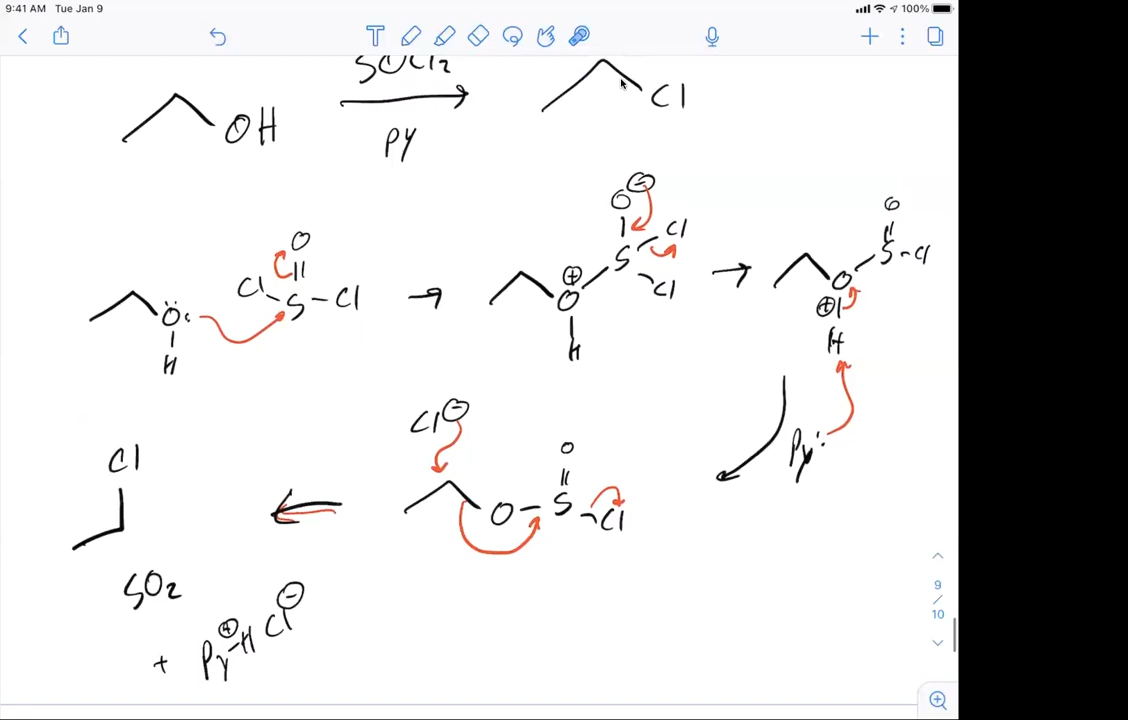 9:41 AM Tue Jan 9 100%
T
SOCl2
OH Cl
PY
O ⊖
O
O Cl
Cl S S Cl
S Cl ⊕ Cl
O: O O
⊕
H H H
Cl ⊖
Cl O Py:
S
O Cl
SO2
⊖
⊕ H Cl
+ Py
9
/
10